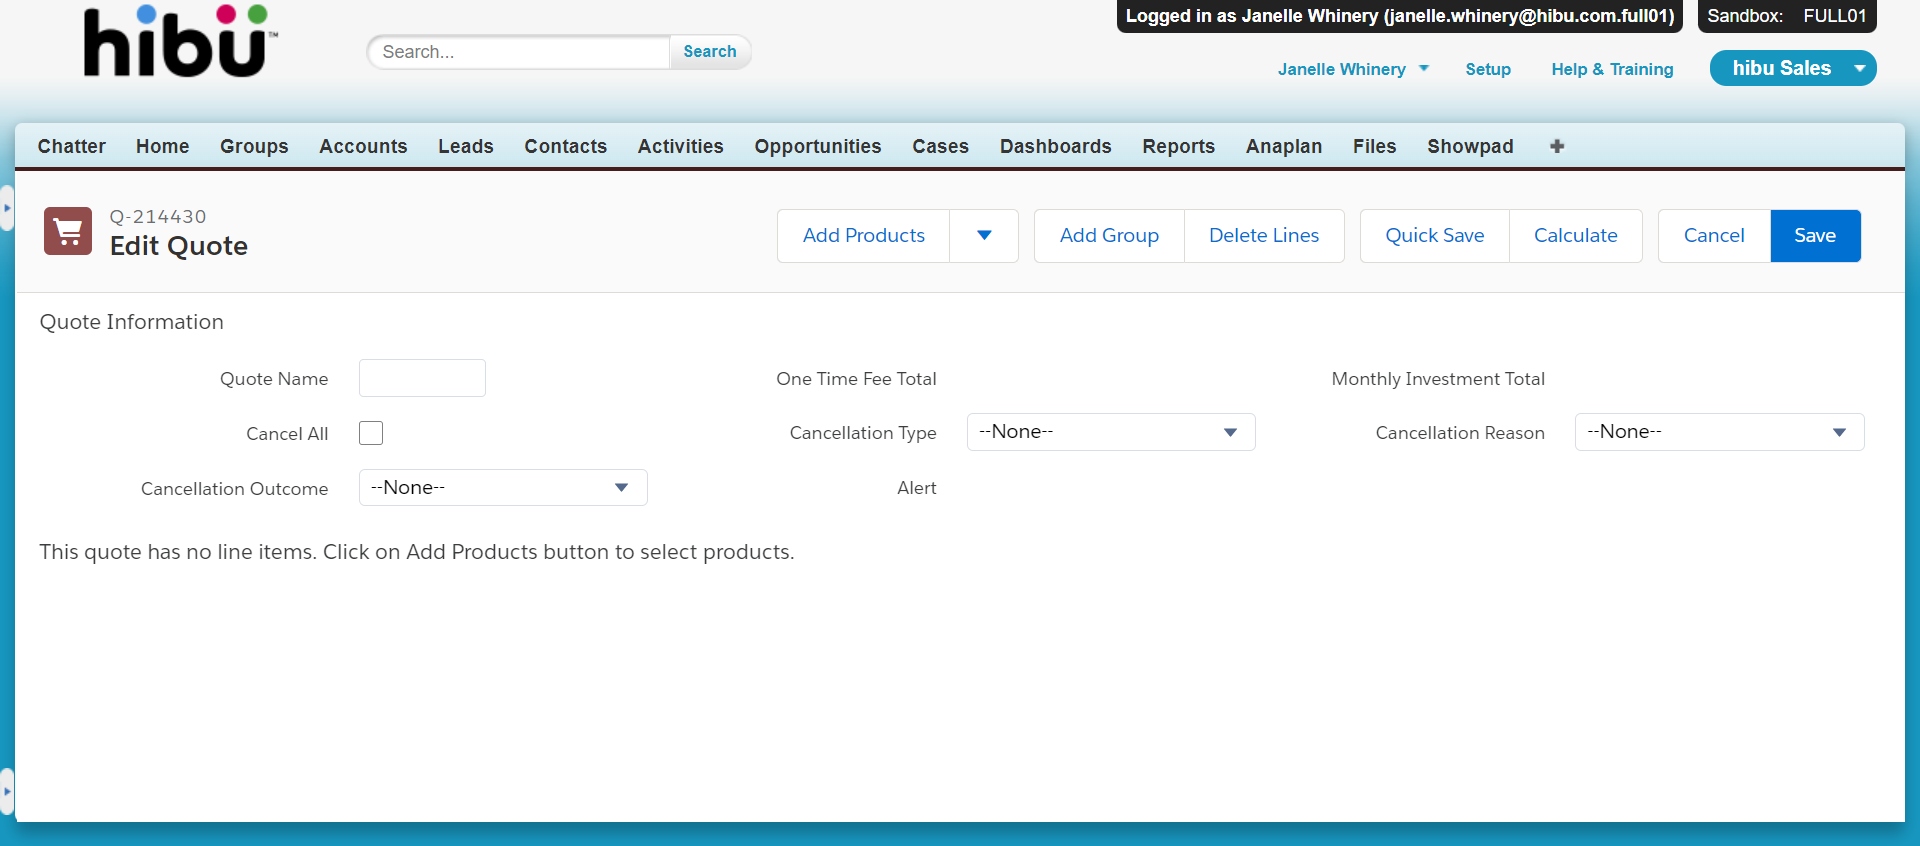 hibü™
Search...
Search
Logged in as Janelle Whinery (janelle.whinery@hibu.com.full01)
Sandbox: FULL01
Janelle Whinery
Setup
Help & Training
hibu Sales
Chatter Home Groups Accounts Leads Contacts Activities Opportunities Cases Dashboards Reports Anaplan Files Showpad
Q-214430
Edit Quote
Add Products
Add Group
Delete Lines
Quick Save
Calculate
Cancel
Save
Quote Information
Quote Name
One Time Fee Total
Monthly Investment Total
Cancel All
Cancellation Type
--None--
Cancellation Reason
--None--
Cancellation Outcome
--None--
Alert
This quote has no line items. Click on Add Products button to select products.